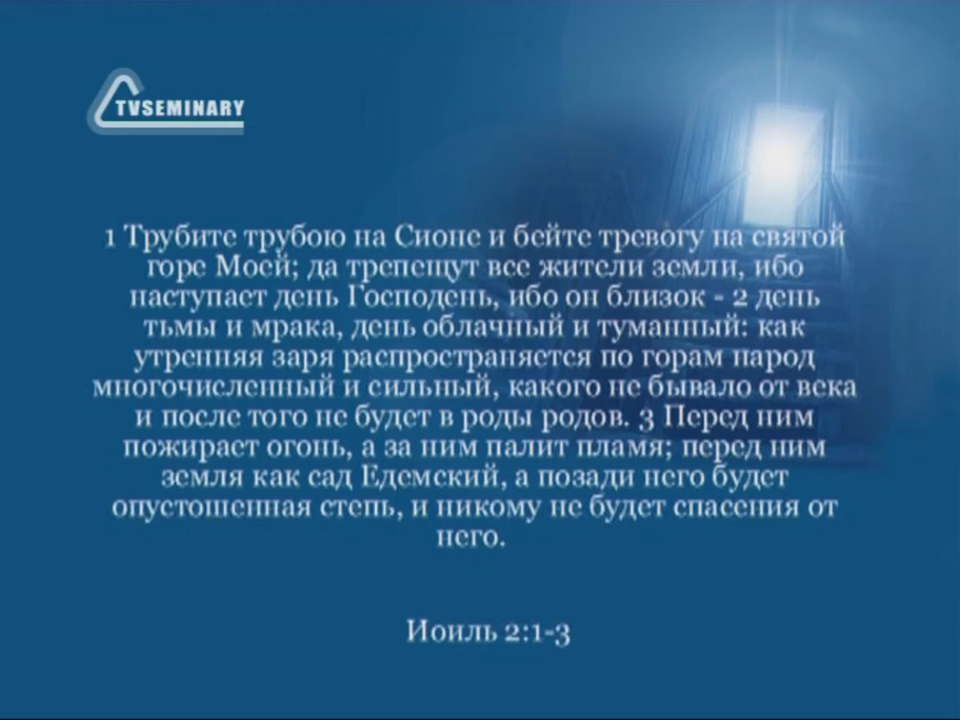 TVSEMINARY
1 Трубите трубою на Сионе и бейте тревогу на святой
горе Моей; да трепещут все жители земли, ибо
наступает день Господень, ибо он близок - 2 день
тьмы и мрака, день облачный и туманный: как
утренняя заря распространяется по горам народ
многочисленный и сильный, какого не бывало от века
и после того не будет в роды родов. 3 Перед ним
пожирает огонь, а за ним палит пламя; перед ним
земля как сад Едемский, а позади него будет
опустошенная степь, и никому не будет спасения от
него.
Иоиль 2:1-3